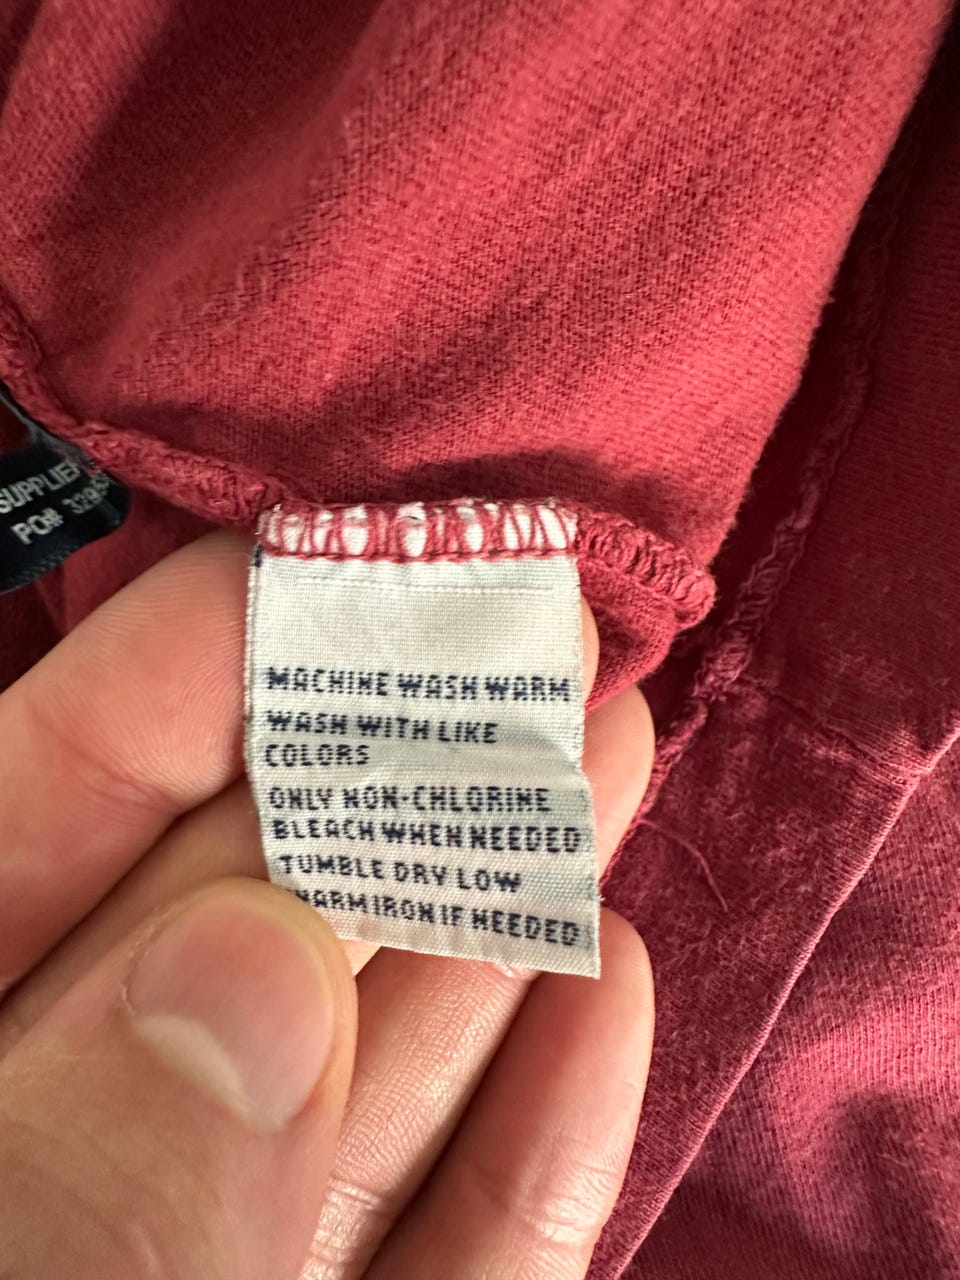 SUPPLIER
PO#
MACHINE WASH WARM
WASH WITH LIKE
COLORS
ONLY NON-CHLORINE
BLEACH WHEN NEEDED
TUMBLE DRY LOW
WARM IRON IF NEEDED